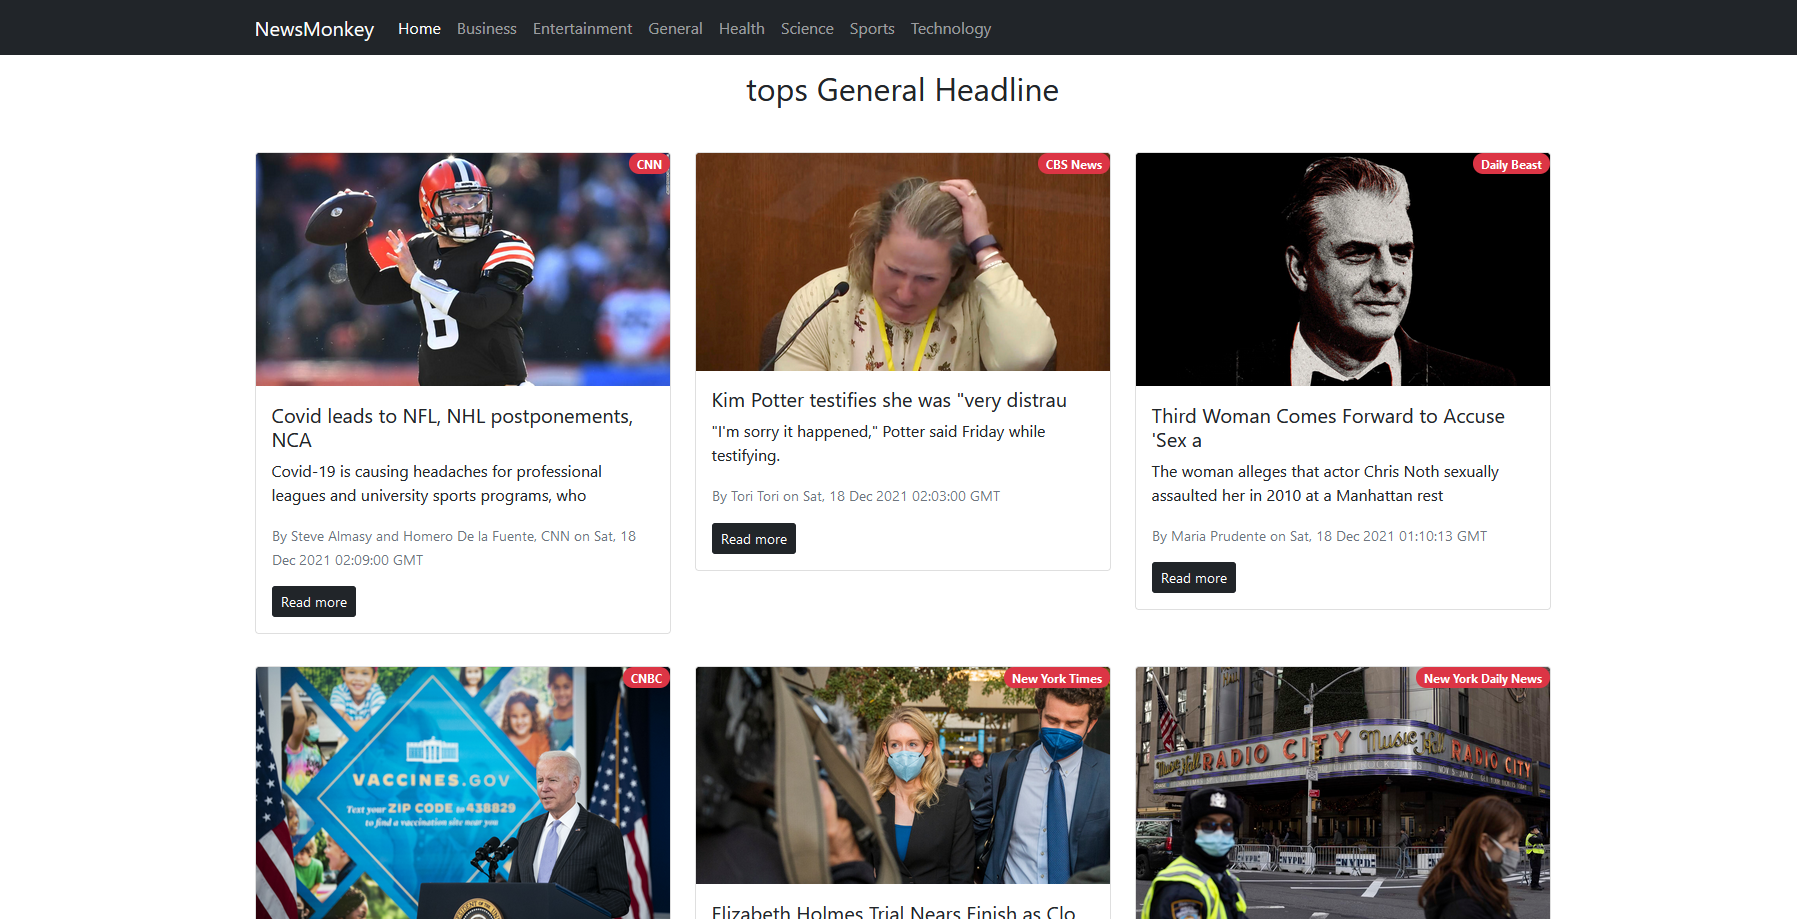 NewsMonkey Home Business Entertainment General Health Science Sports Technology
tops General Headline
CNN
Covid leads to NFL, NHL postponements,
NCA
Covid-19 is causing headaches for professional
leagues and university sports programs, who
By Steve Almasy and Homero De la Fuente, CNN on Sat, 18
Dec 2021 02:09:00 GMT
Read more
CBS News
Kim Potter testifies she was "very distrau
"I'm sorry it happened," Potter said Friday while
testifying.
By Tori Tori on Sat, 18 Dec 2021 02:03:00 GMT
Read more
Daily Beast
Third Woman Comes Forward to Accuse
'Sex a
The woman alleges that actor Chris Noth sexually
assaulted her in 2010 at a Manhattan rest
By Maria Prudente on Sat, 18 Dec 2021 01:10:13 GMT
Read more
CNBC
VACCINES.GOV
Text your ZIP CODE to 438829
to find a vaccination site near you
New York Times
Elizabeth Holmes Trial Nears Finish as Clo
New York Daily News
Music Hall RADIO CITY Music Hall RADIO CITY
NYPD
NYPD